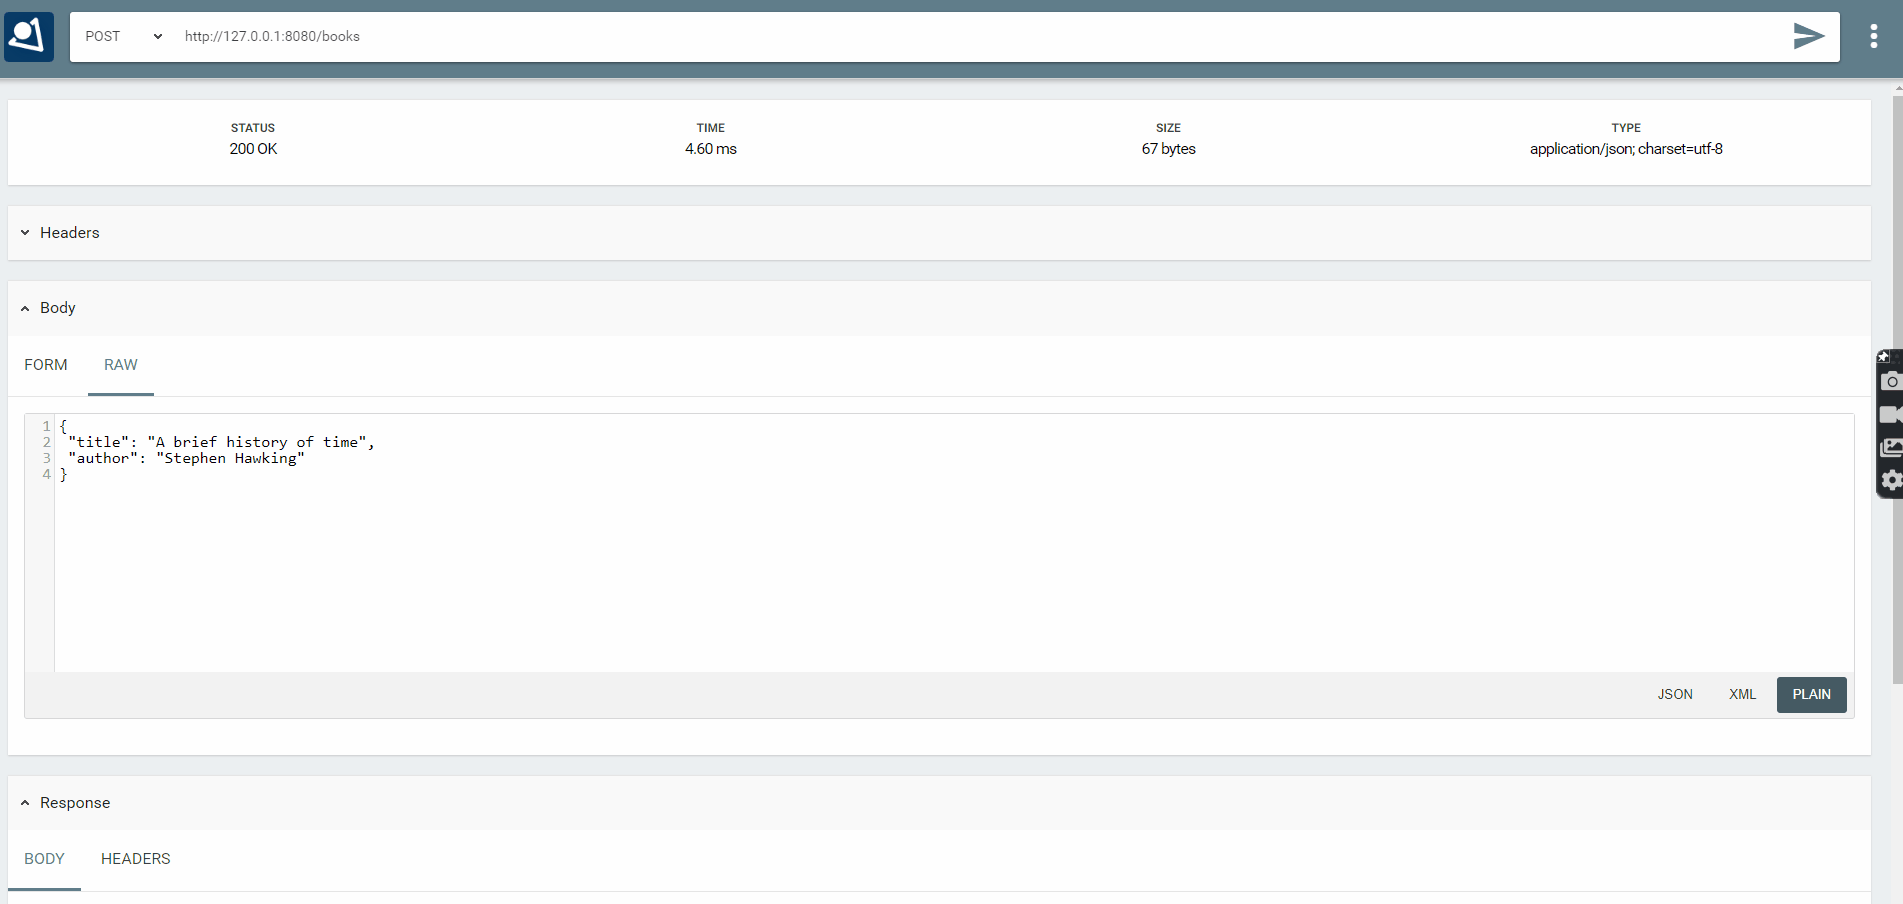 POST http://127.0.0.1:8080/books
STATUS TIME SIZE TYPE
200 OK 4.60 ms 67 bytes application/json; charset=utf-8
Headers
Body
FORM RAW
1 {
2 "title": "A brief history of time",
3 "author": "Stephen Hawking"
4 }
JSON XML PLAIN
Response
BODY HEADERS